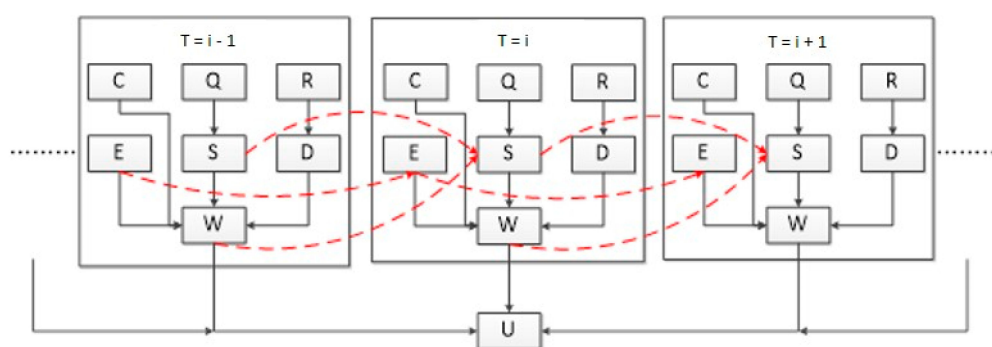 T = i - 1
T = i
T = i + 1
C Q R
C Q R
C Q R
E S D
E S D
E S D
W
W
W
U